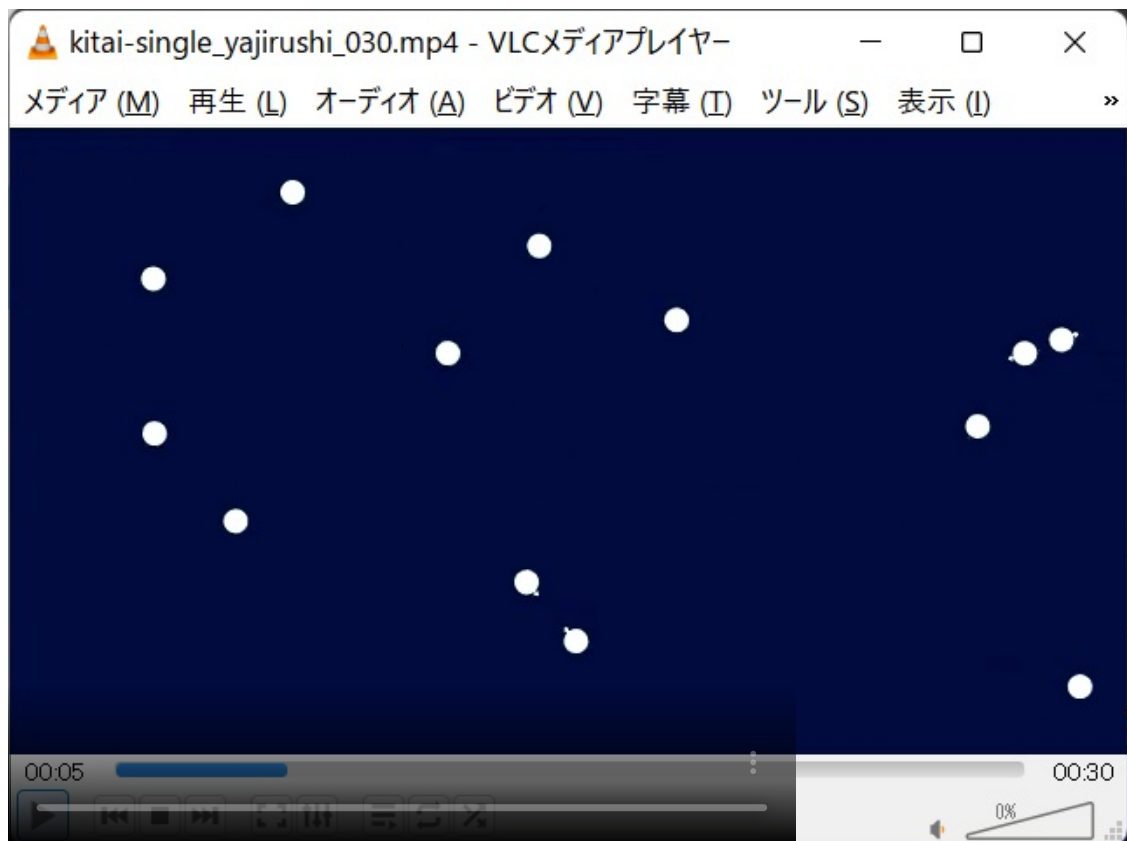 kitai-single_yajirushi_030.mp4 - VLCメディアプレイヤー
メディア (M) 再生 (L) オーディオ (A) ビデオ (V) 字幕 (T) ツール (S) 表示 (I) »
00:05 00:30
0%